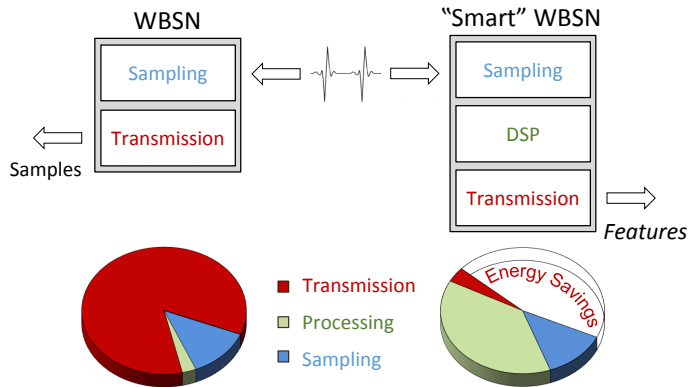 WBSN
"Smart" WBSN
Sampling
Transmission
Samples
Sampling
DSP
Transmission
Features
Transmission
Processing
Sampling
Energy Savings